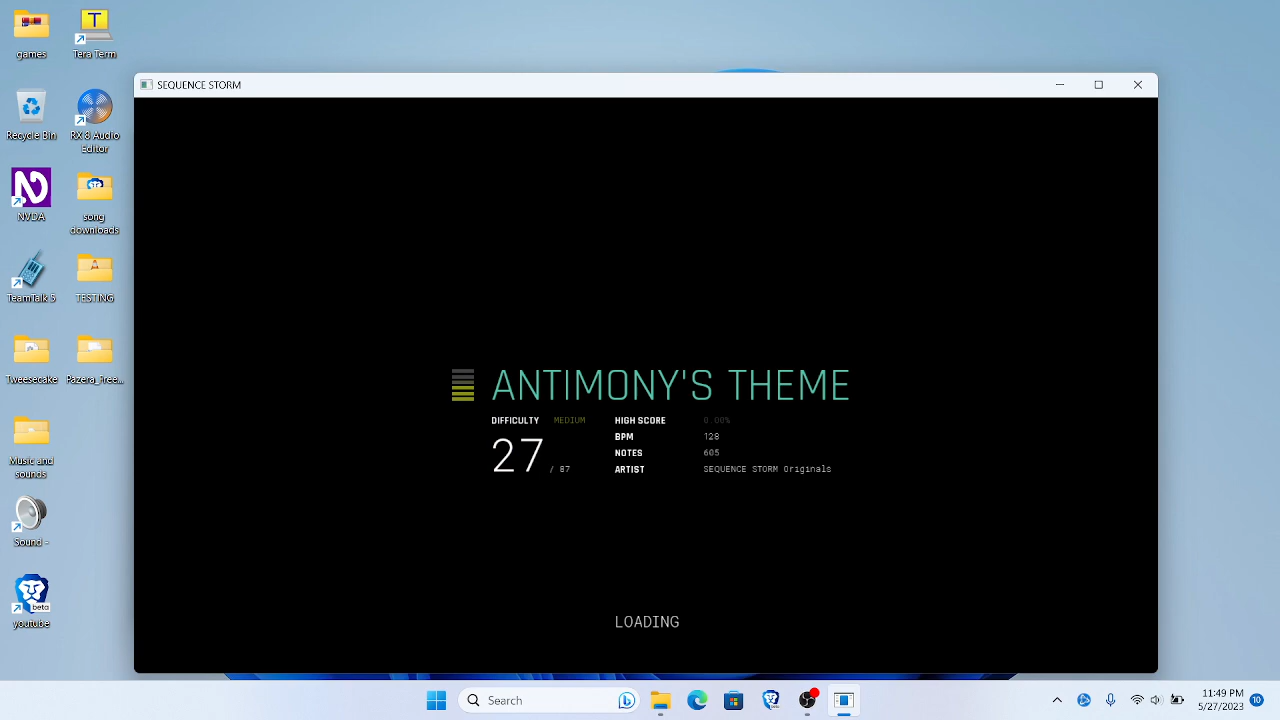 games
Tera Term
Recycle Bin
RX 8 Audio
Editor
NVDA
song
downloads
TeamTalk 5
TESTING
Tweesecake
Pazera_Free...
Music and
sounds
Sound -
beta
youtube
SEQUENCE STORM
ANTIMONY'S THEME
DIFFICULTY MEDIUM
27 / 87
HIGH SCORE 0.00%
BPM 128
NOTES 605
ARTIST SEQUENCE STORM Originals
LOADING
Search
11:49 PM
5/27/2023
10